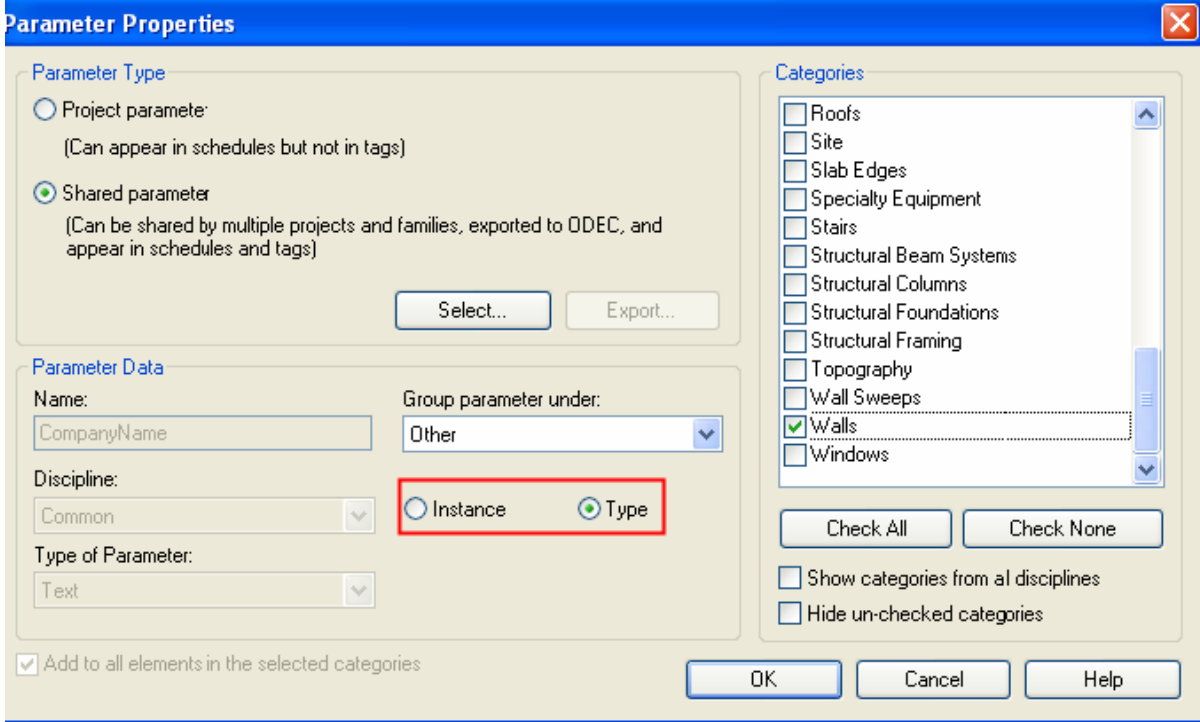 Parameter Properties
Parameter Type
Project parameter
(Can appear in schedules but not in tags)
Shared parameter
(Can be shared by multiple projects and families, exported to ODEC, and
appear in schedules and tags)
Select...
Export...
Parameter Data
Name:
CompanyName
Group parameter under:
Other
Discipline:
Common
Instance
Type
Type of Parameter:
Text
Add to all elements in the selected categories
Categories
Roofs
Site
Slab Edges
Specialty Equipment
Stairs
Structural Beam Systems
Structural Columns
Structural Foundations
Structural Framing
Topography
Wall Sweeps
Walls
Windows
Check All
Check None
Show categories from al disciplines
Hide un-checked categories
OK
Cancel
Help